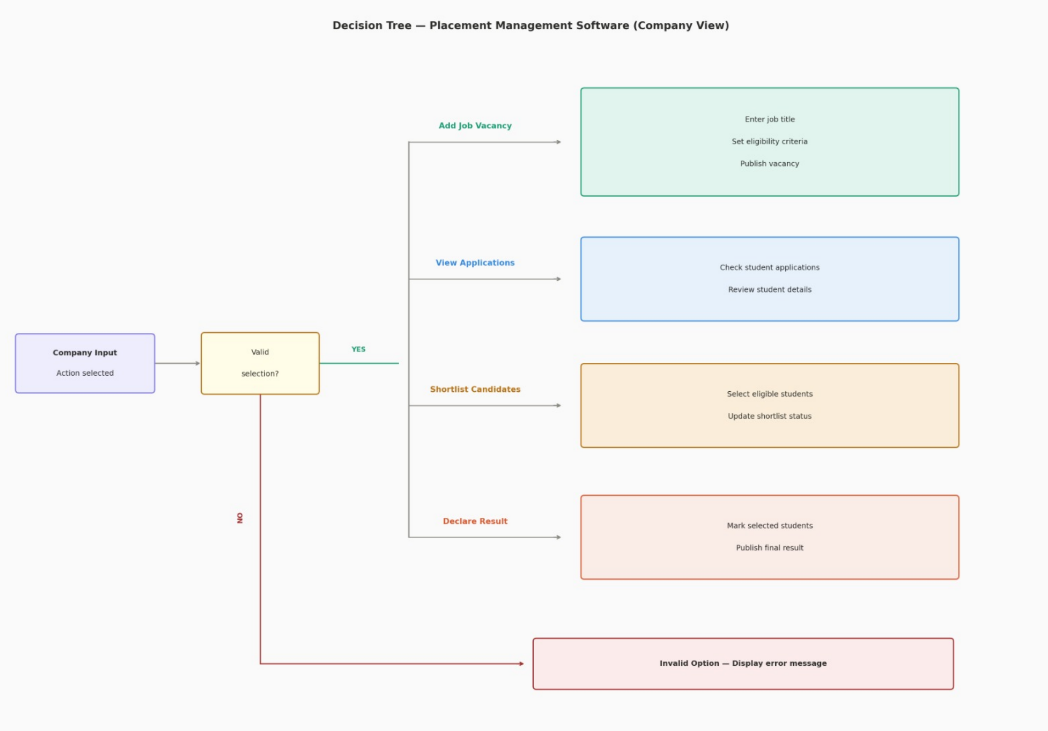 Decision Tree — Placement Management Software (Company View)
Company Input
Action selected
Valid
selection?
YES
NO
Add Job Vacancy
Enter job title
Set eligibility criteria
Publish vacancy
View Applications
Check student applications
Review student details
Shortlist Candidates
Select eligible students
Update shortlist status
Declare Result
Mark selected students
Publish final result
Invalid Option — Display error message